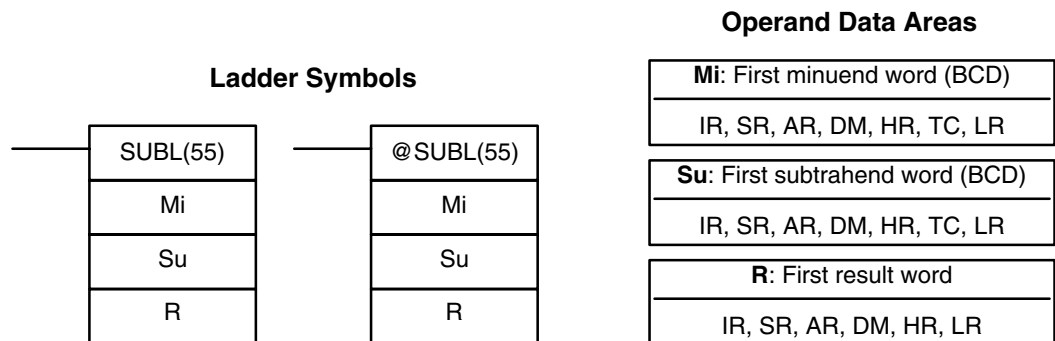 Ladder Symbols
SUBL(55)
Mi
Su
R
@SUBL(55)
Mi
Su
R
Operand Data Areas
Mi: First minuend word (BCD)
IR, SR, AR, DM, HR, TC, LR
Su: First subtrahend word (BCD)
IR, SR, AR, DM, HR, TC, LR
R: First result word
IR, SR, AR, DM, HR, LR